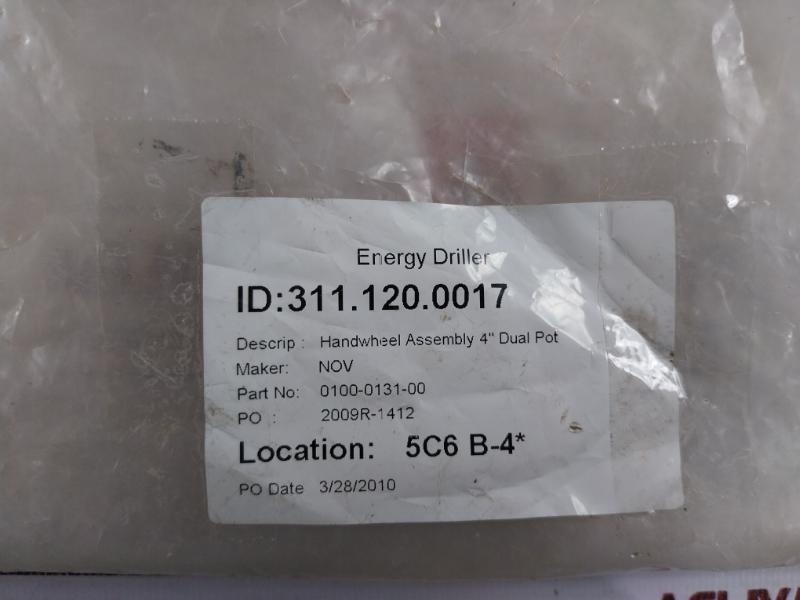 Energy Driller
ID:311.120.0017
Descrip : Handwheel Assembly 4" Dual Pot
Maker: NOV
Part No: 0100-0131-00
PO : 2009R-1412
Location: 5C6 B-4*
PO Date 3/28/2010